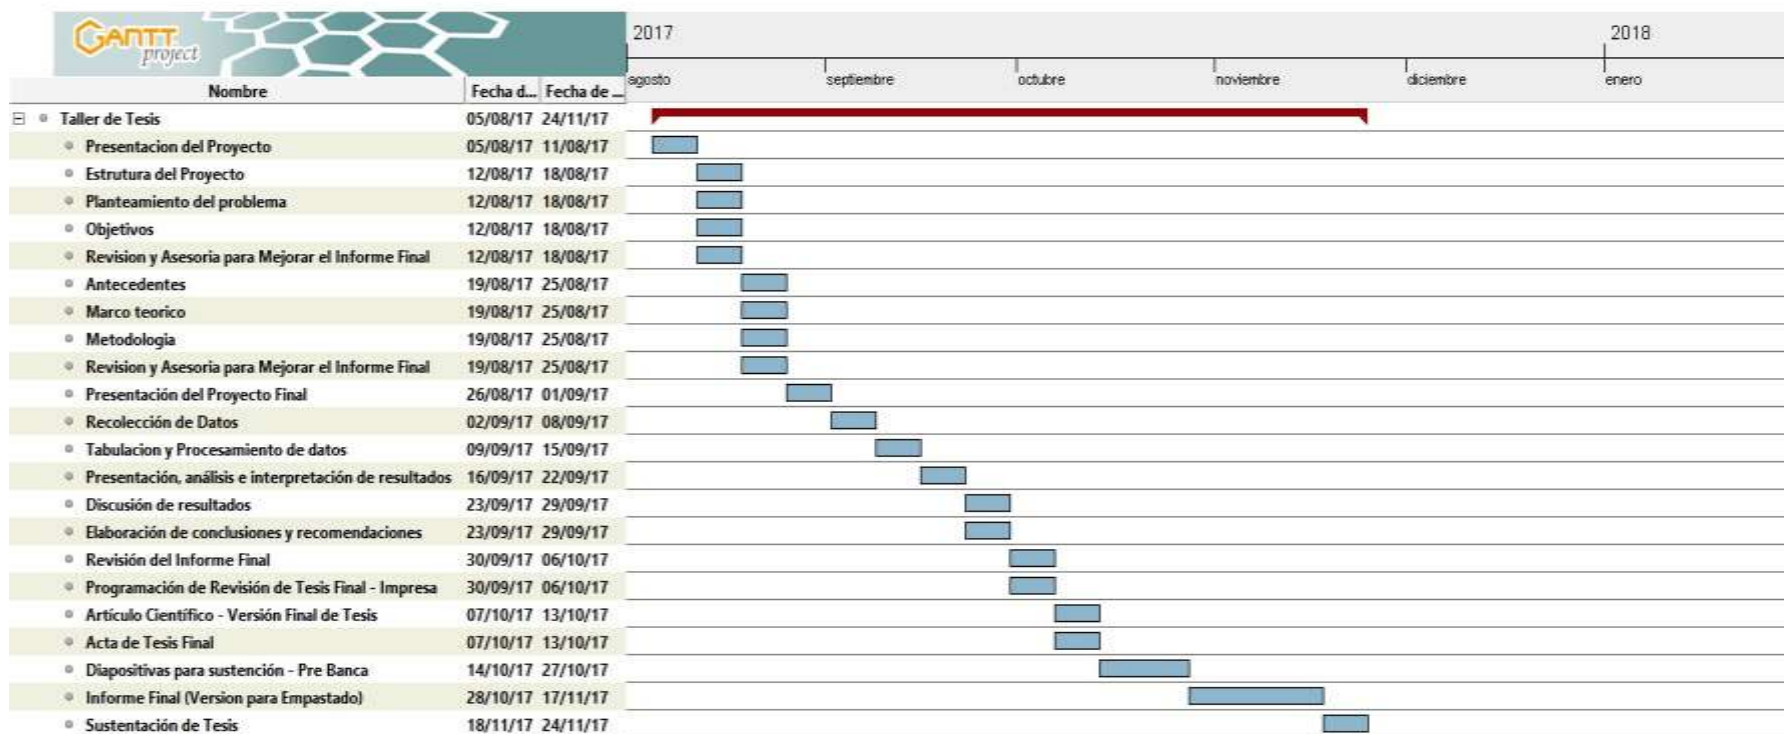 GANTT
project
2017 2018
agosto septiembre octubre noviembre diciembre enero
Nombre Fecha d... Fecha de ...
Taller de Tesis 05/08/17 24/11/17
Presentacion del Proyecto 05/08/17 11/08/17
Estrutura del Proyecto 12/08/17 18/08/17
Planteamiento del problema 12/08/17 18/08/17
Objetivos 12/08/17 18/08/17
Revision y Asesoria para Mejorar el Informe Final 12/08/17 18/08/17
Antecedentes 19/08/17 25/08/17
Marco teorico 19/08/17 25/08/17
Metodologia 19/08/17 25/08/17
Revision y Asesoria para Mejorar el Informe Final 19/08/17 25/08/17
Presentación del Proyecto Final 26/08/17 01/09/17
Recolección de Datos 02/09/17 08/09/17
Tabulacion y Procesamiento de datos 09/09/17 15/09/17
Presentación, análisis e interpretación de resultados 16/09/17 22/09/17
Discusión de resultados 23/09/17 29/09/17
Elaboración de conclusiones y recomendaciones 23/09/17 29/09/17
Revisión del Informe Final 30/09/17 06/10/17
Programación de Revisión de Tesis Final - Impresa 30/09/17 06/10/17
Artículo Científico - Versión Final de Tesis 07/10/17 13/10/17
Acta de Tesis Final 07/10/17 13/10/17
Diapositivas para sustención - Pre Banca 14/10/17 27/10/17
Informe Final (Version para Empastado) 28/10/17 17/11/17
Sustentación de Tesis 18/11/17 24/11/17